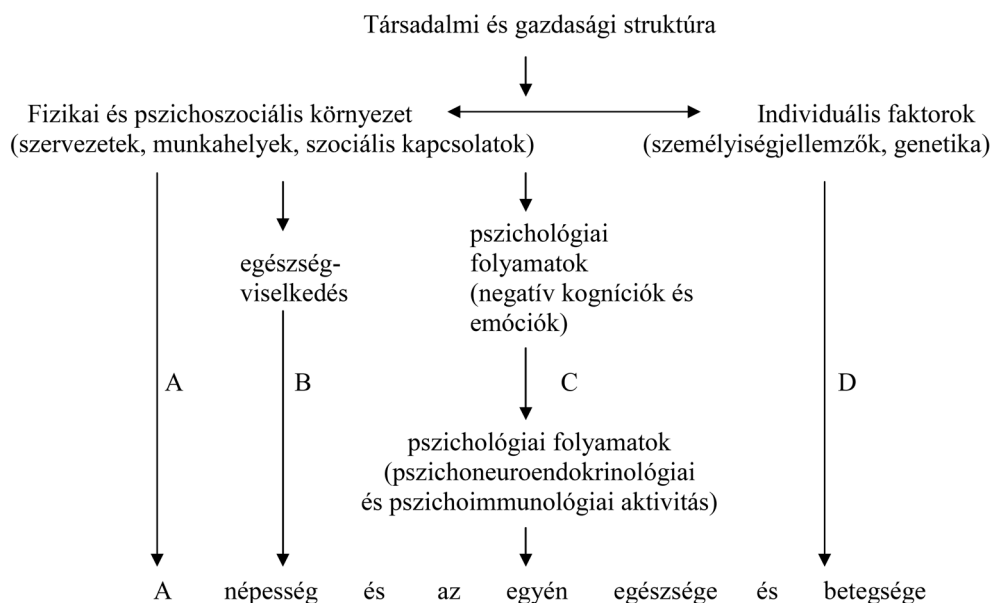 Társadalmi és gazdasági struktúra
Fizikai és pszichoszociális környezet
(szervezetek, munkahelyek, szociális kapcsolatok)
Individuális faktorok
(személyiségjellemzők, genetika)
egészség-
viselkedés
pszichológiai
folyamatok
(negatív kogníciók és
emóciók)
A
B
C
D
pszichológiai folyamatok
(pszichoneuroendokrinológiai
és pszichoimmunológiai aktivitás)
A népesség és az egyén egészsége és betegsége